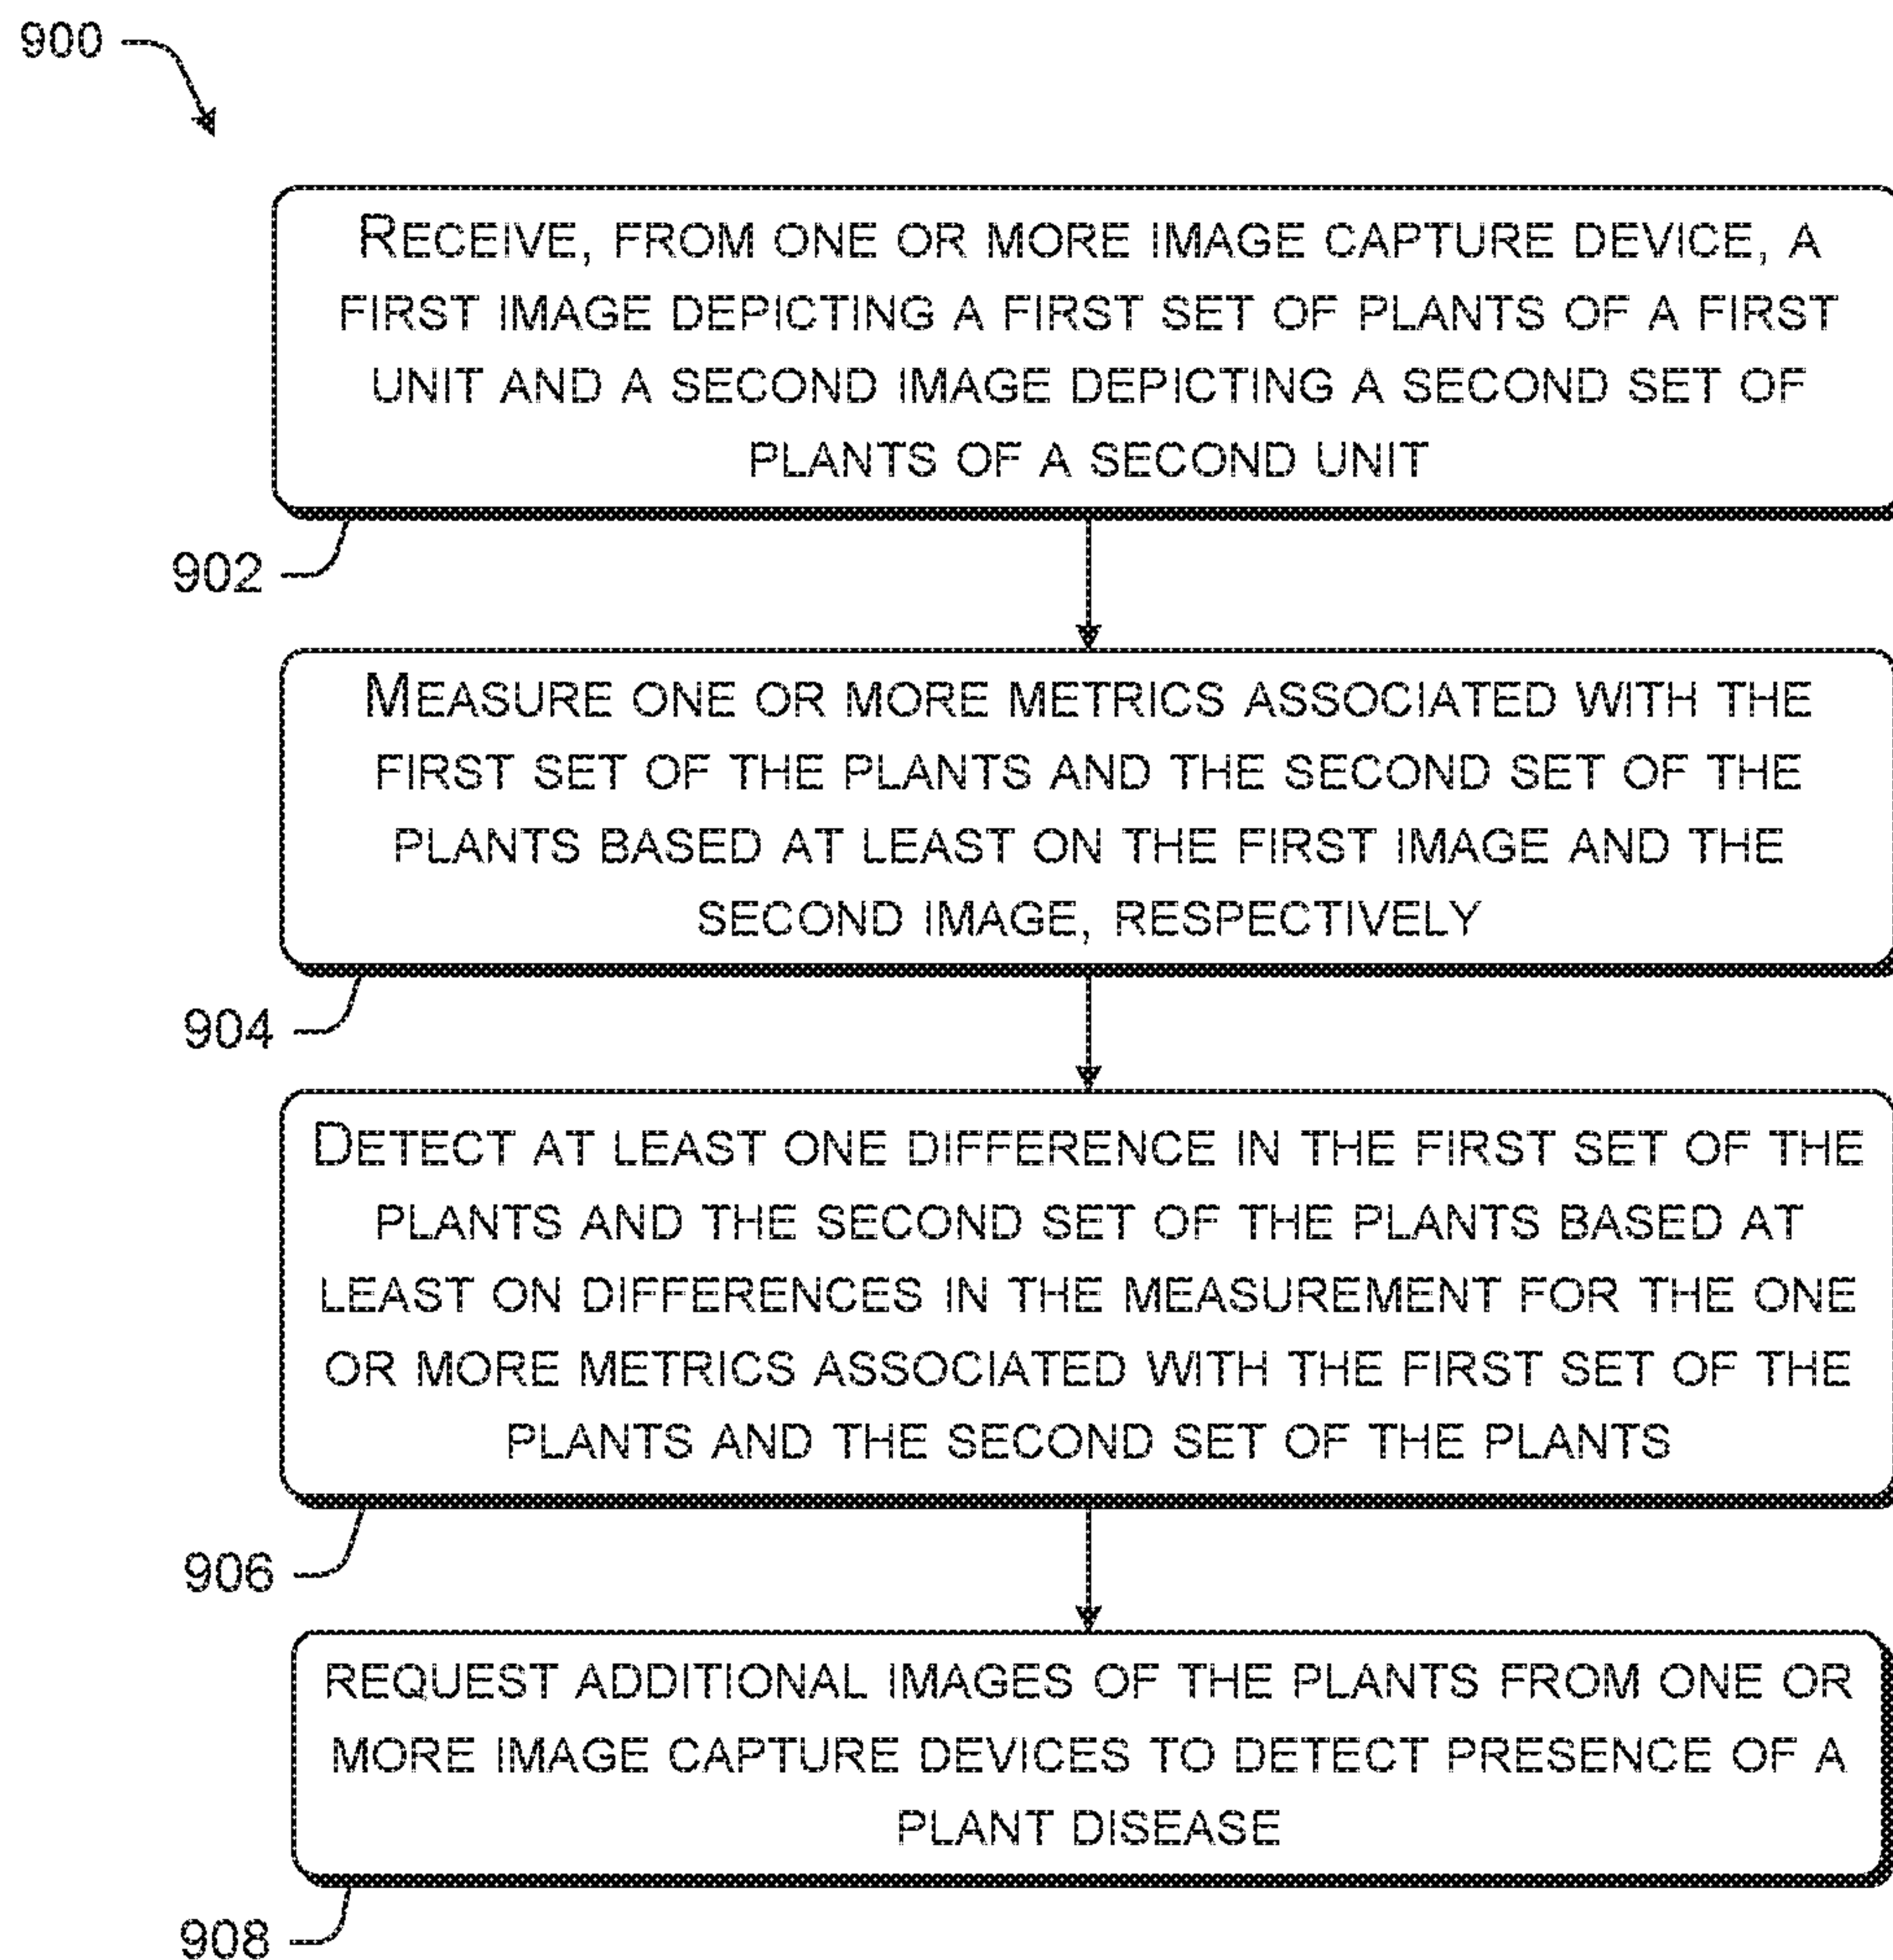 900
RECEIVE, FROM ONE OR MORE IMAGE CAPTURE DEVICE, A
FIRST IMAGE DEPICTING A FIRST SET OF PLANTS OF A FIRST
UNIT AND A SECOND IMAGE DEPICTING A SECOND SET OF
PLANTS OF A SECOND UNIT
902
MEASURE ONE OR MORE METRICS ASSOCIATED WITH THE
FIRST SET OF THE PLANTS AND THE SECOND SET OF THE
PLANTS BASED AT LEAST ON THE FIRST IMAGE AND THE
SECOND IMAGE, RESPECTIVELY
904
DETECT AT LEAST ONE DIFFERENCE IN THE FIRST SET OF THE
PLANTS AND THE SECOND SET OF THE PLANTS BASED AT
LEAST ON DIFFERENCES IN THE MEASUREMENT FOR THE ONE
OR MORE METRICS ASSOCIATED WITH THE FIRST SET OF THE
PLANTS AND THE SECOND SET OF THE PLANTS
906
REQUEST ADDITIONAL IMAGES OF THE PLANTS FROM ONE OR
MORE IMAGE CAPTURE DEVICES TO DETECT PRESENCE OF A
PLANT DISEASE
908